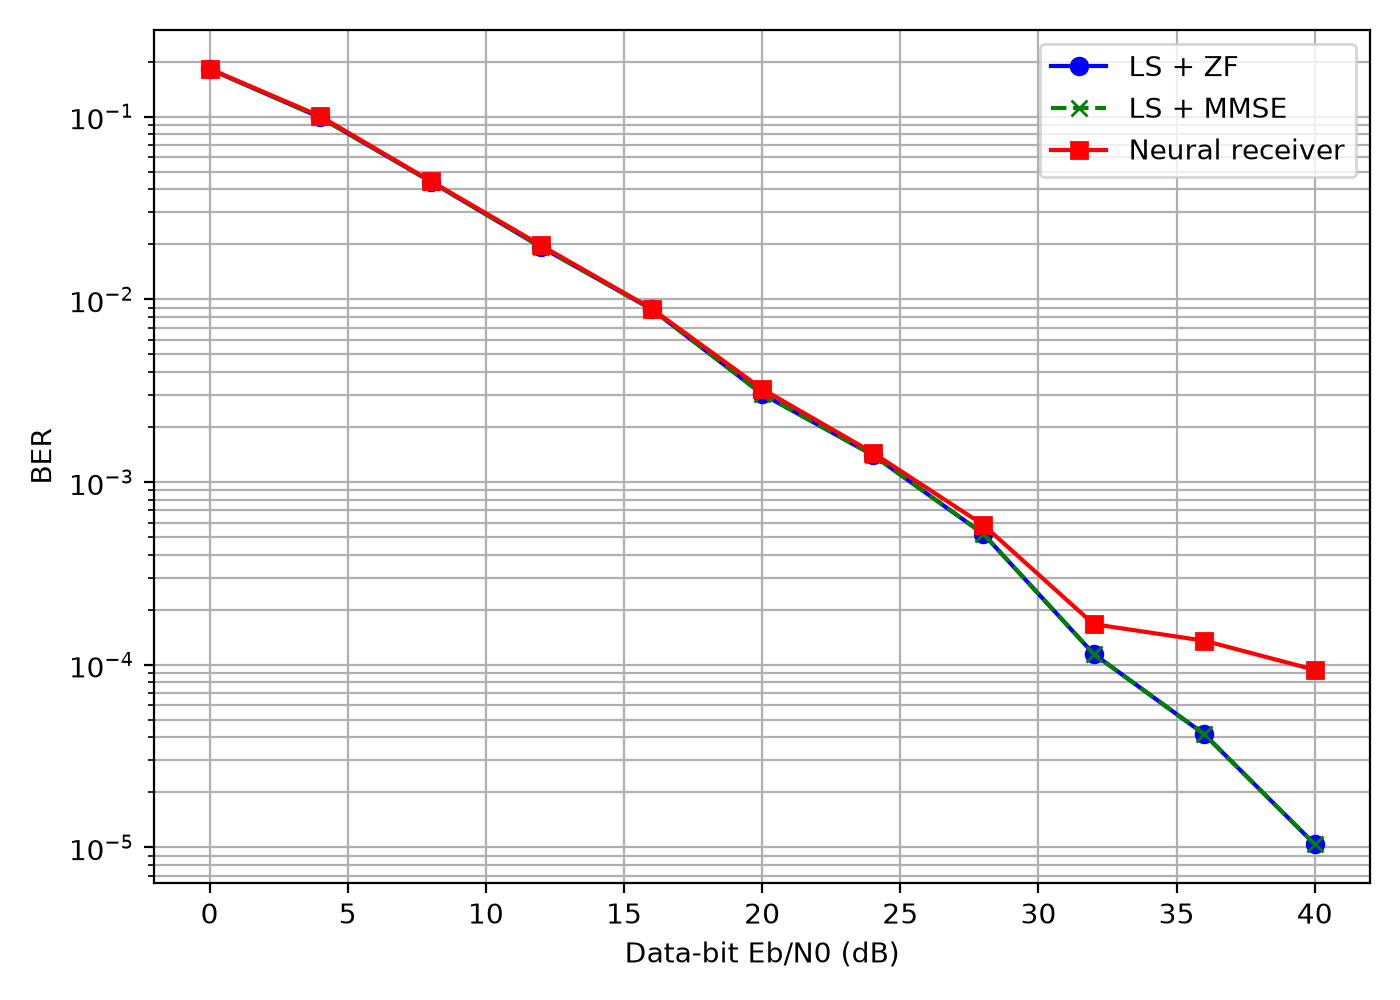 LS + ZF
LS + MMSE
Neural receiver
BER
10⁻¹
10⁻²
10⁻³
10⁻⁴
10⁻⁵
0 5 10 15 20 25 30 35 40
Data-bit Eb/N0 (dB)